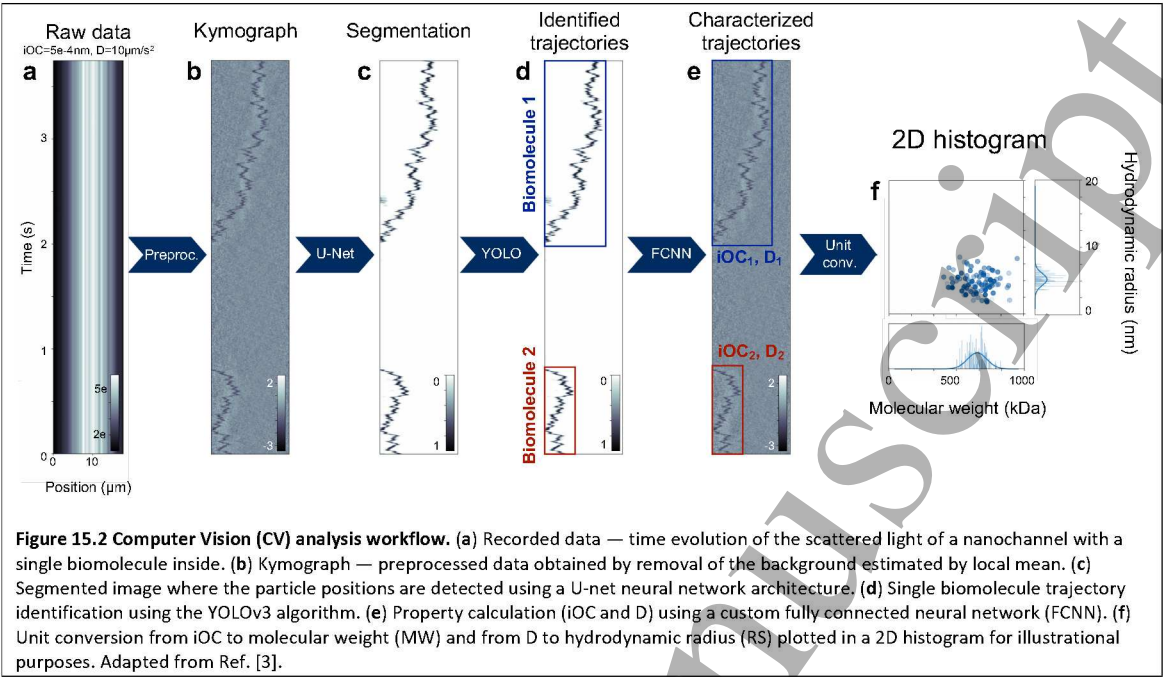 Raw data
iOC=5e-4nm, D=10µm/s²
Kymograph
Segmentation
Identified
trajectories
Characterized
trajectories
a
b
c
d
e
3
2
1
0
Time (s)
0 10
Position (µm)
5e
2e
Preproc.
2
-3
U-Net
0
1
YOLO
Biomolecule 1
Biomolecule 2
0
1
FCNN
iOC₁, D₁
iOC₂, D₂
2
-3
Unit
conv.
2D histogram
f
20
10
0
Hydrodynamic radius (nm)
0 500 1000
Molecular weight (kDa)
Figure 15.2 Computer Vision (CV) analysis workflow. (a) Recorded data — time evolution of the scattered light of a nanochannel with a
single biomolecule inside. (b) Kymograph — preprocessed data obtained by removal of the background estimated by local mean. (c)
Segmented image where the particle positions are detected using a U-net neural network architecture. (d) Single biomolecule trajectory
identification using the YOLOv3 algorithm. (e) Property calculation (iOC and D) using a custom fully connected neural network (FCNN). (f)
Unit conversion from iOC to molecular weight (MW) and from D to hydrodynamic radius (RS) plotted in a 2D histogram for illustrational
purposes. Adapted from Ref. [3].
nuscript